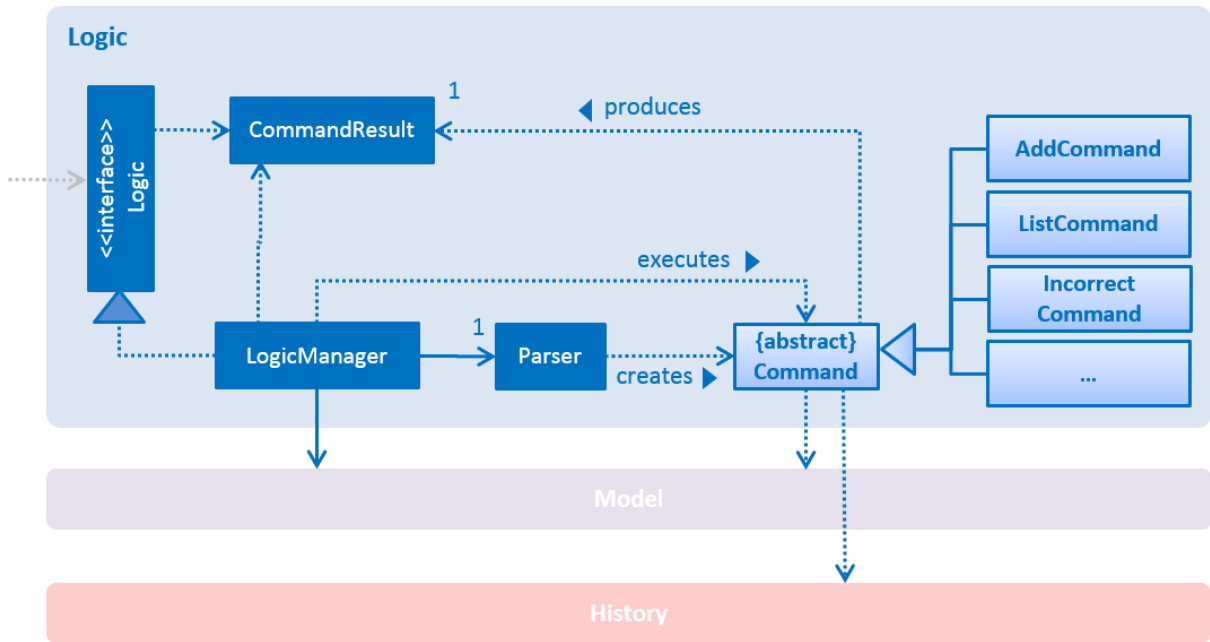 Logic
1
produces
CommandResult
AddCommand
<<interface>>
Logic
ListCommand
executes
Incorrect
Command
1
LogicManager
Parser
{abstract}
Command
creates
...
Model
History